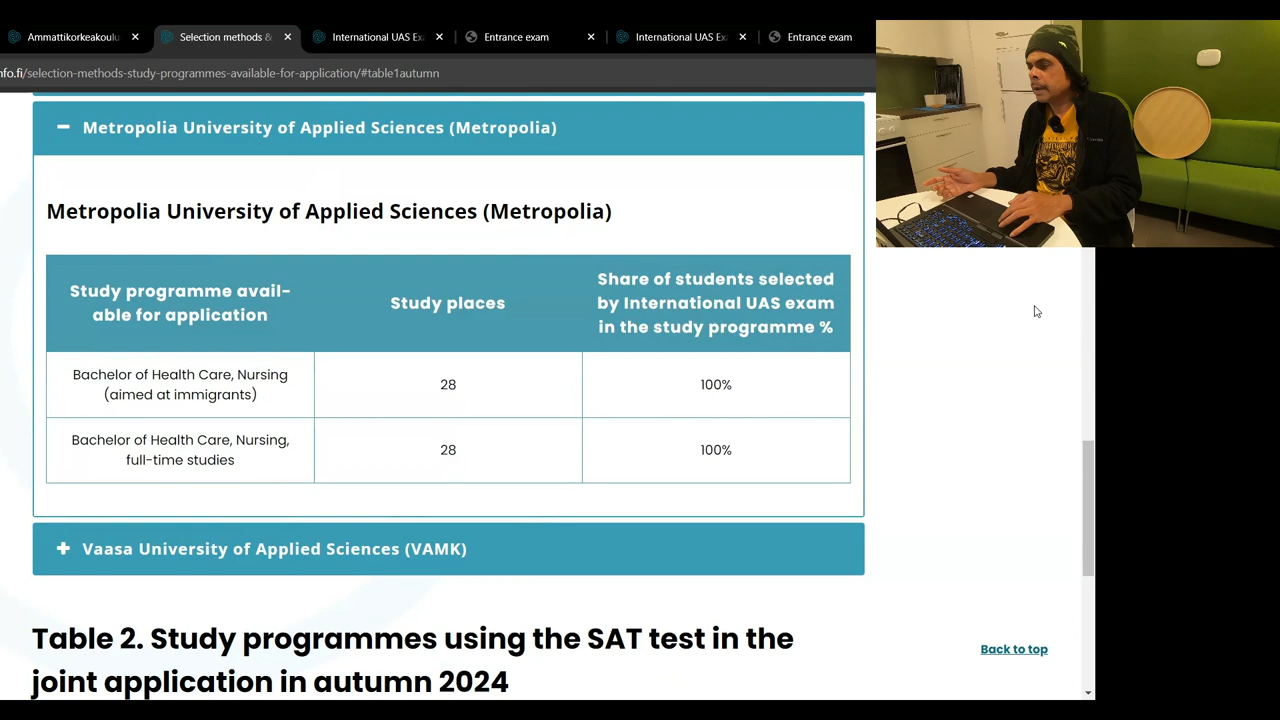 Ammattikorkeakoulu
Selection methods &
International UAS Exa
Entrance exam
International UAS Exa
Entrance exam
nfo.fi/selection-methods-study-programmes-available-for-application/#table1autumn
Metropolia University of Applied Sciences (Metropolia)
Metropolia University of Applied Sciences (Metropolia)
Study programme avail-
able for application
Study places
Share of students selected
by International UAS exam
in the study programme %
Bachelor of Health Care, Nursing
(aimed at immigrants)
28
100%
Bachelor of Health Care, Nursing,
full-time studies
28
100%
Vaasa University of Applied Sciences (VAMK)
Table 2. Study programmes using the SAT test in the
joint application in autumn 2024
Back to top